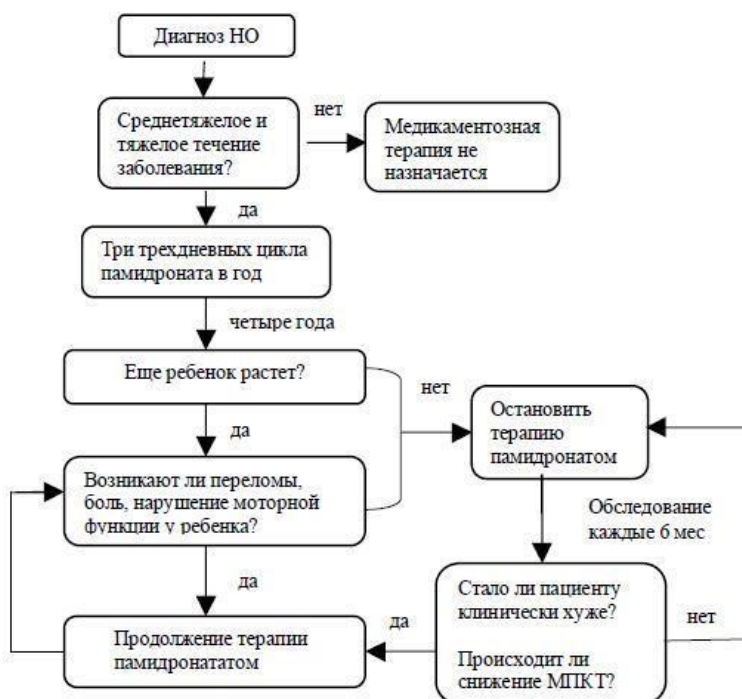 Диагноз НО
Среднетяжелое и
тяжелое течение
заболевания?
нет
Медикаментозная
терапия не
назначается
да
Три трехдневных цикла
памидроната в год
четыре года
Еще ребенок растет?
нет
Остановить
терапию
памидронатом
да
Возникают ли переломы,
боль, нарушение моторной
функции у ребенка?
Обследование
каждые 6 мес
да
Стало ли пациенту
клинически хуже?
Происходит ли
снижение МПКТ?
нет
да
Продолжение терапии
памидронататом